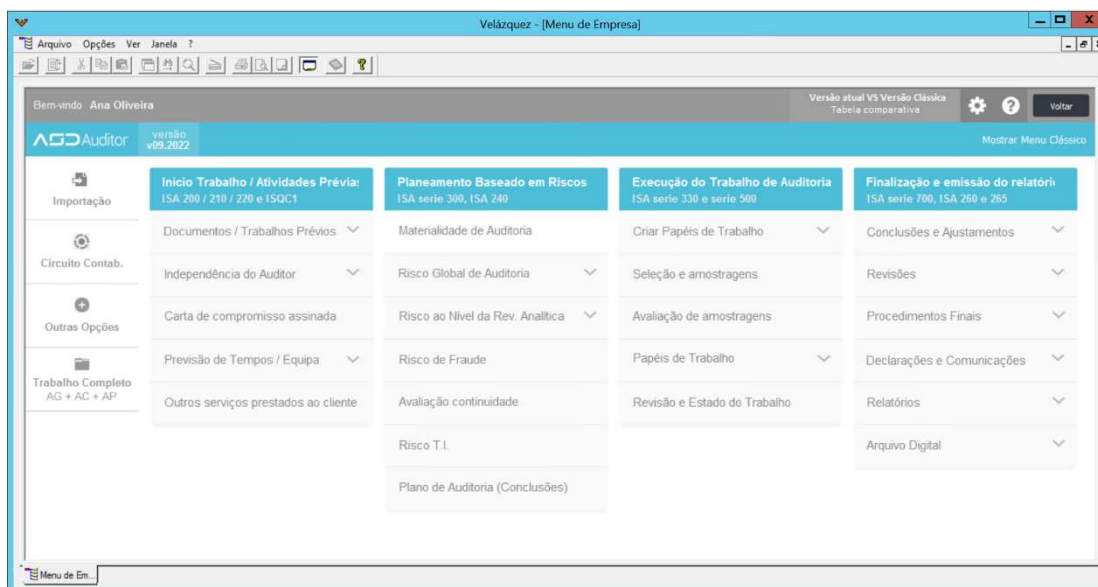 Velázquez - [Menu de Empresa]
Arquivo Opções Ver Janela ?
Bem-vindo Ana Oliveira
Versão atual VS Versão Clássica
Tabela comparativa
Voltar
ASDAuditor
versão
v09.2022
Mostrar Menu Clássico
Importação
Circuito Contab.
Outras Opções
Trabalho Completo
AG + AC + AP
Início Trabalho / Atividades Prévias
ISA 200 / 210 / 220 e ISQC1
Documentos / Trabalhos Prévios
Independência do Auditor
Carta de compromisso assinada
Previsão de Tempos / Equipa
Outros serviços prestados ao cliente
Planeamento Baseado em Riscos
ISA serie 300, ISA 240
Materialidade de Auditoria
Risco Global de Auditoria
Risco ao Nível da Rev. Analítica
Risco de Fraude
Avaliação continuidade
Risco T.I.
Plano de Auditoria (Conclusões)
Execução do Trabalho de Auditoria
ISA serie 330 e serie 500
Criar Papéis de Trabalho
Seleção e amostragens
Avaliação de amostragens
Papéis de Trabalho
Revisão e Estado do Trabalho
Finalização e emissão do relatóri
ISA serie 700, ISA 260 e 265
Conclusões e Ajustamentos
Revisões
Procedimentos Finais
Declarações e Comunicações
Relatórios
Arquivo Digital
Menu de Em...